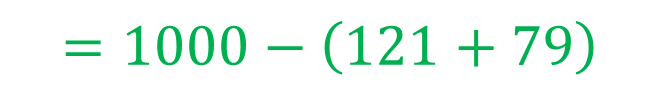 = 1000 − (121 + 79)